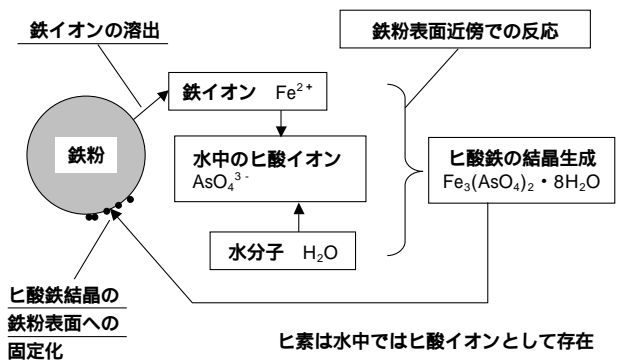 鉄イオンの溶出
鉄粉表面近傍での反応
鉄イオン Fe²⁺
鉄粉
水中のヒ酸イオン
AsO₄³⁻
ヒ酸鉄の結晶生成
Fe₃(AsO₄)₂・8H₂O
水分子 H₂O
ヒ酸鉄結晶の
鉄粉表面への
固定化
ヒ素は水中ではヒ酸イオンとして存在